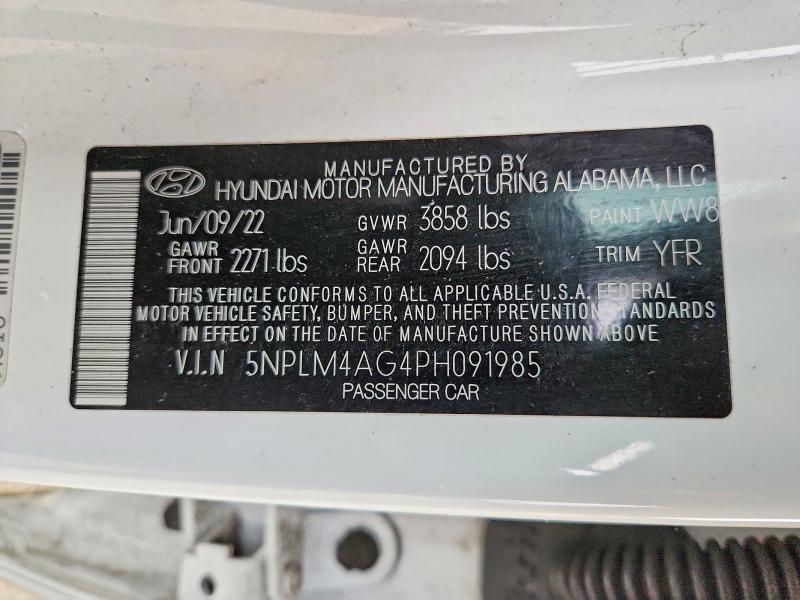 MANUFACTURED BY
HYUNDAI MOTOR MANUFACTURING ALABAMA, LLC
Jun/09/22 GVWR 3858 lbs PAINT WW8
GAWR FRONT 2271 lbs GAWR REAR 2094 lbs TRIM YFR
THIS VEHICLE CONFORMS TO ALL APPLICABLE U.S.A. FEDERAL
MOTOR VEHICLE SAFETY, BUMPER, AND THEFT PREVENTION STANDARDS
IN EFFECT ON THE DATE OF MANUFACTURE SHOWN ABOVE
V.I.N 5NPLM4AG4PH091985
PASSENGER CAR